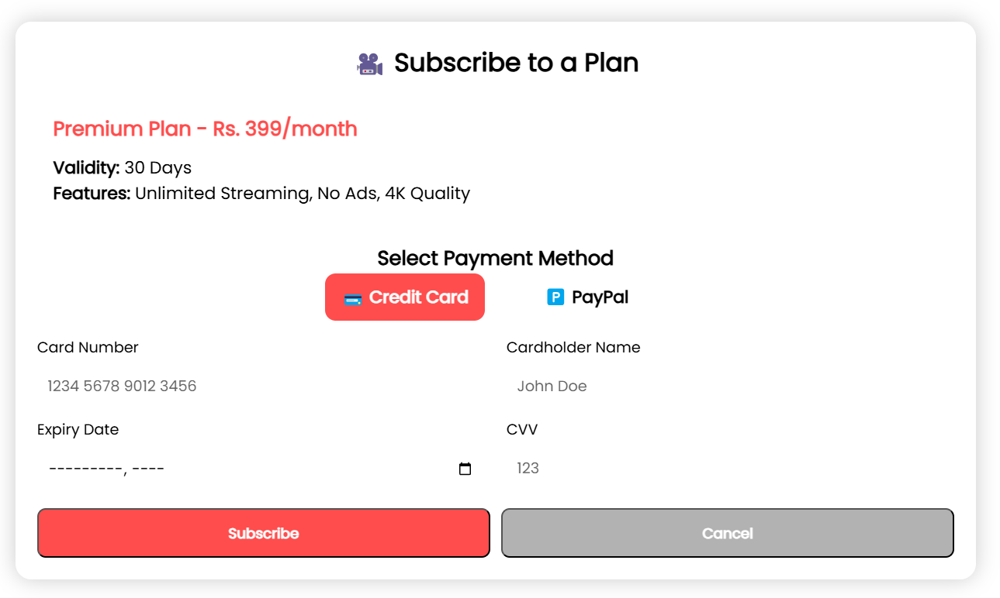 Subscribe to a Plan
Premium Plan - Rs. 399/month
Validity: 30 Days
Features: Unlimited Streaming, No Ads, 4K Quality
Select Payment Method
Credit Card
P PayPal
Card Number
Cardholder Name
1234 5678 9012 3456
John Doe
Expiry Date
CVV
---------, ----
123
Subscribe
Cancel